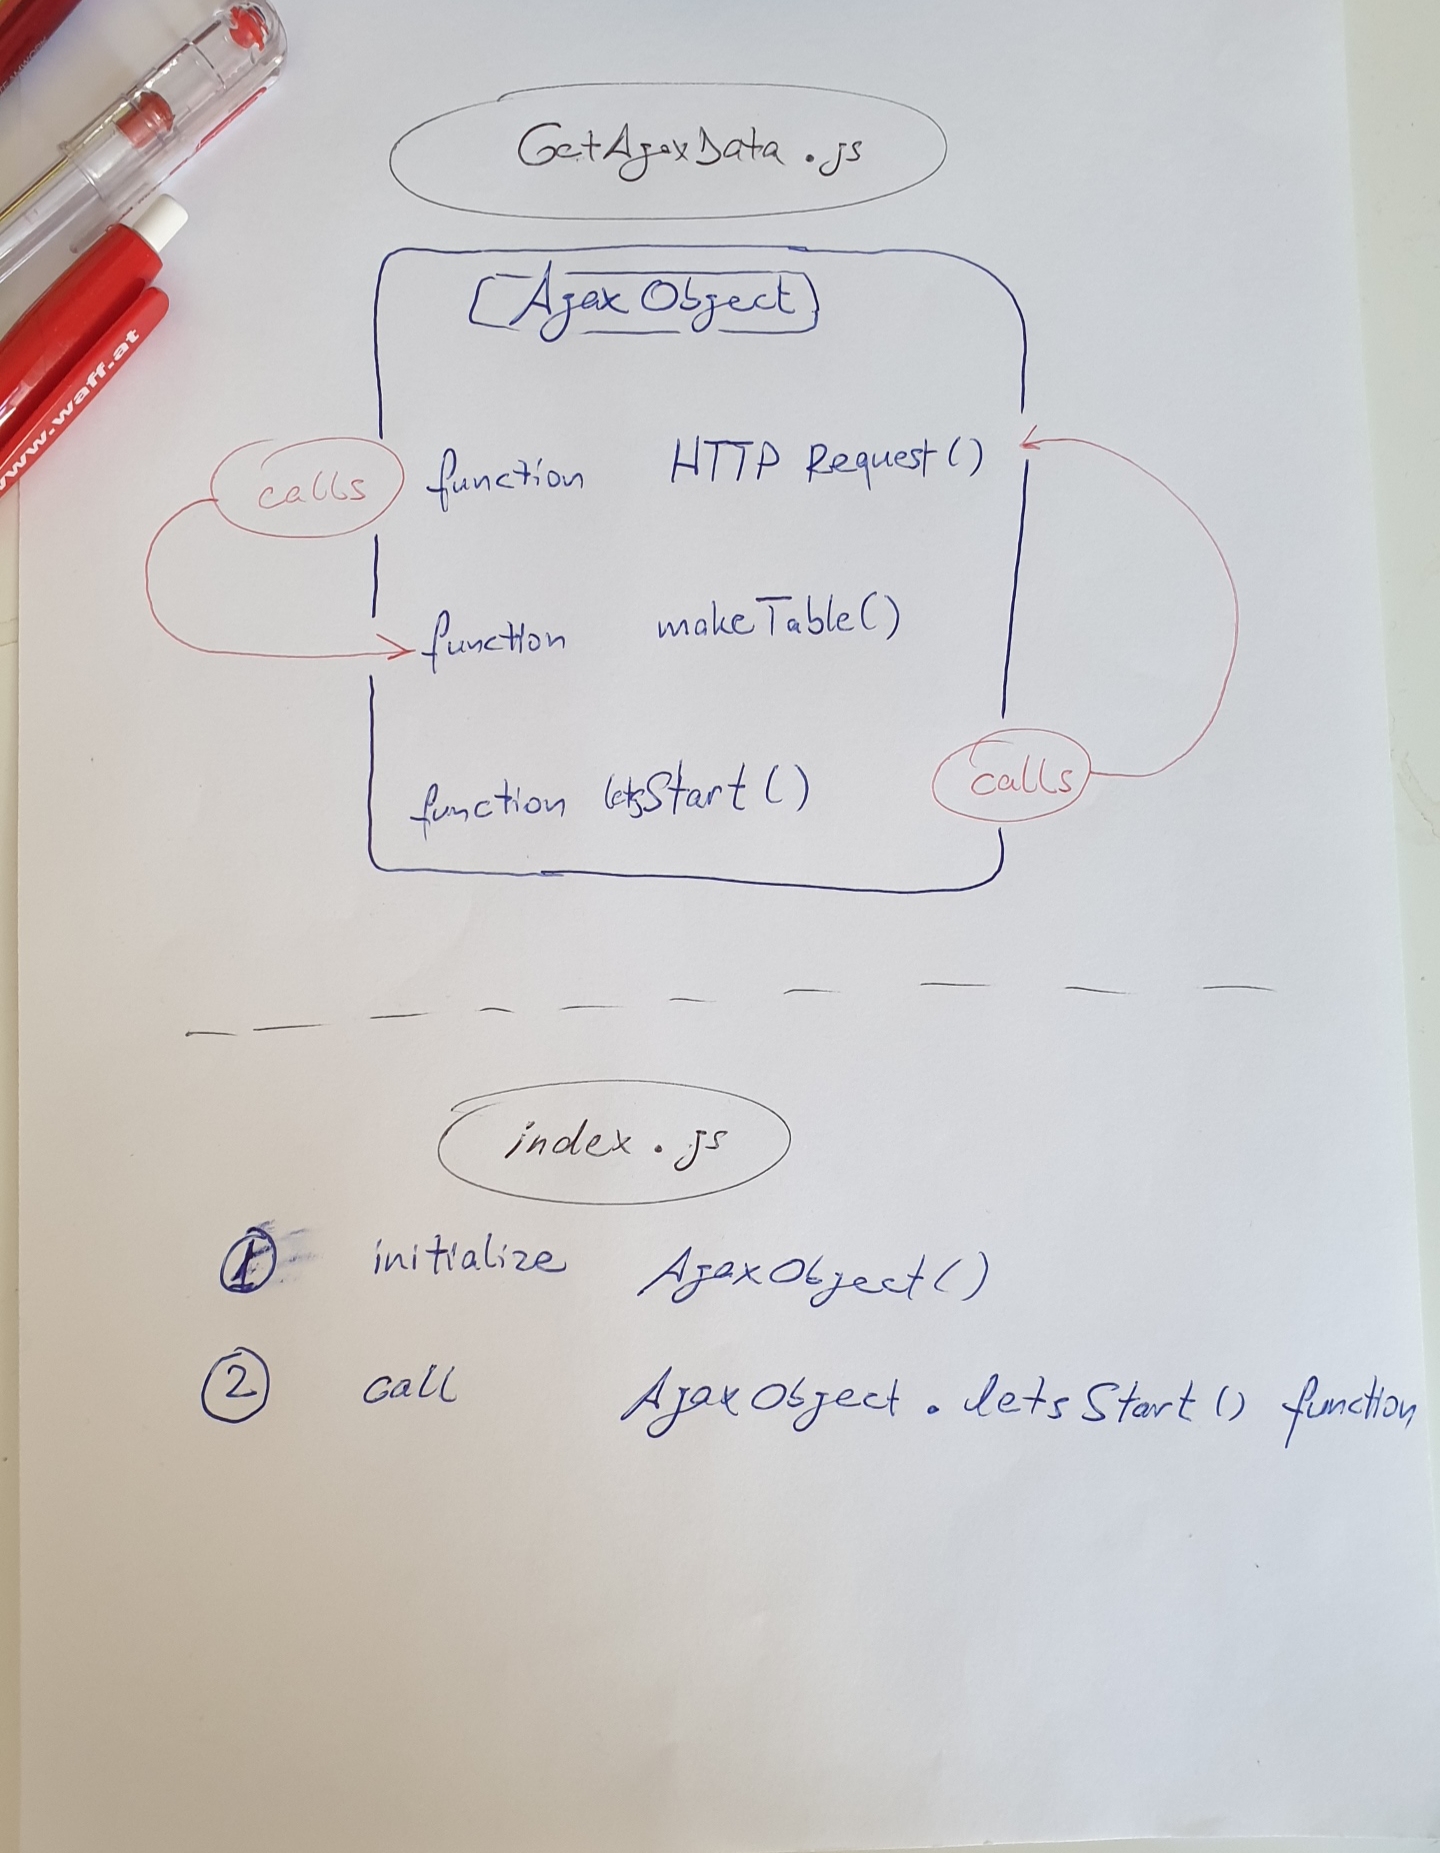 GetAjaxData.js
Ajax Object
calls function HTTP Request()
function makeTable()
function letsStart() calls
index.js
1 initialize AjaxObject()
2 call AjaxObject.letsStart() function
www.waff.at